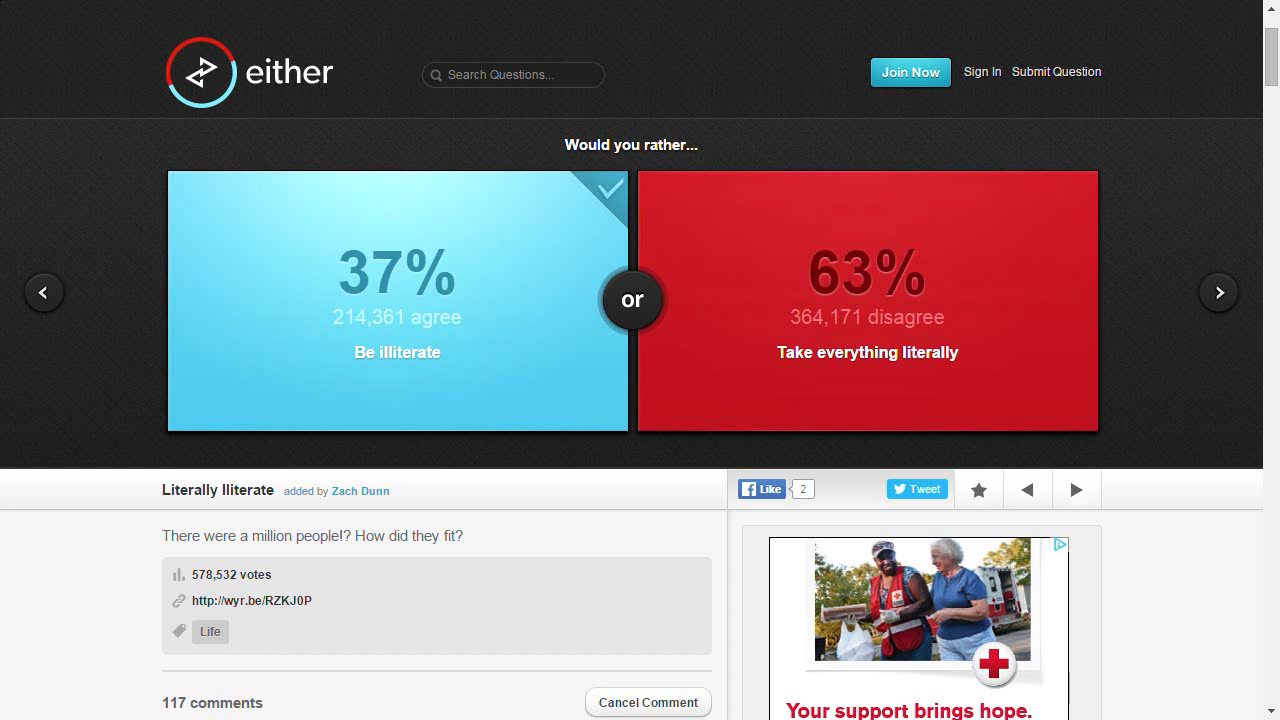 either
Search Questions...
Join Now
Sign In
Submit Question
Would you rather...
37%
214,361 agree
Be illiterate
or
63%
364,171 disagree
Take everything literally
Literally Iliterate
added by Zach Dunn
Like
2
Tweet
There were a million people!? How did they fit?
578,532 votes
http://wyr.be/RZKJ0P
Life
117 comments
Cancel Comment
Your support brings hope.